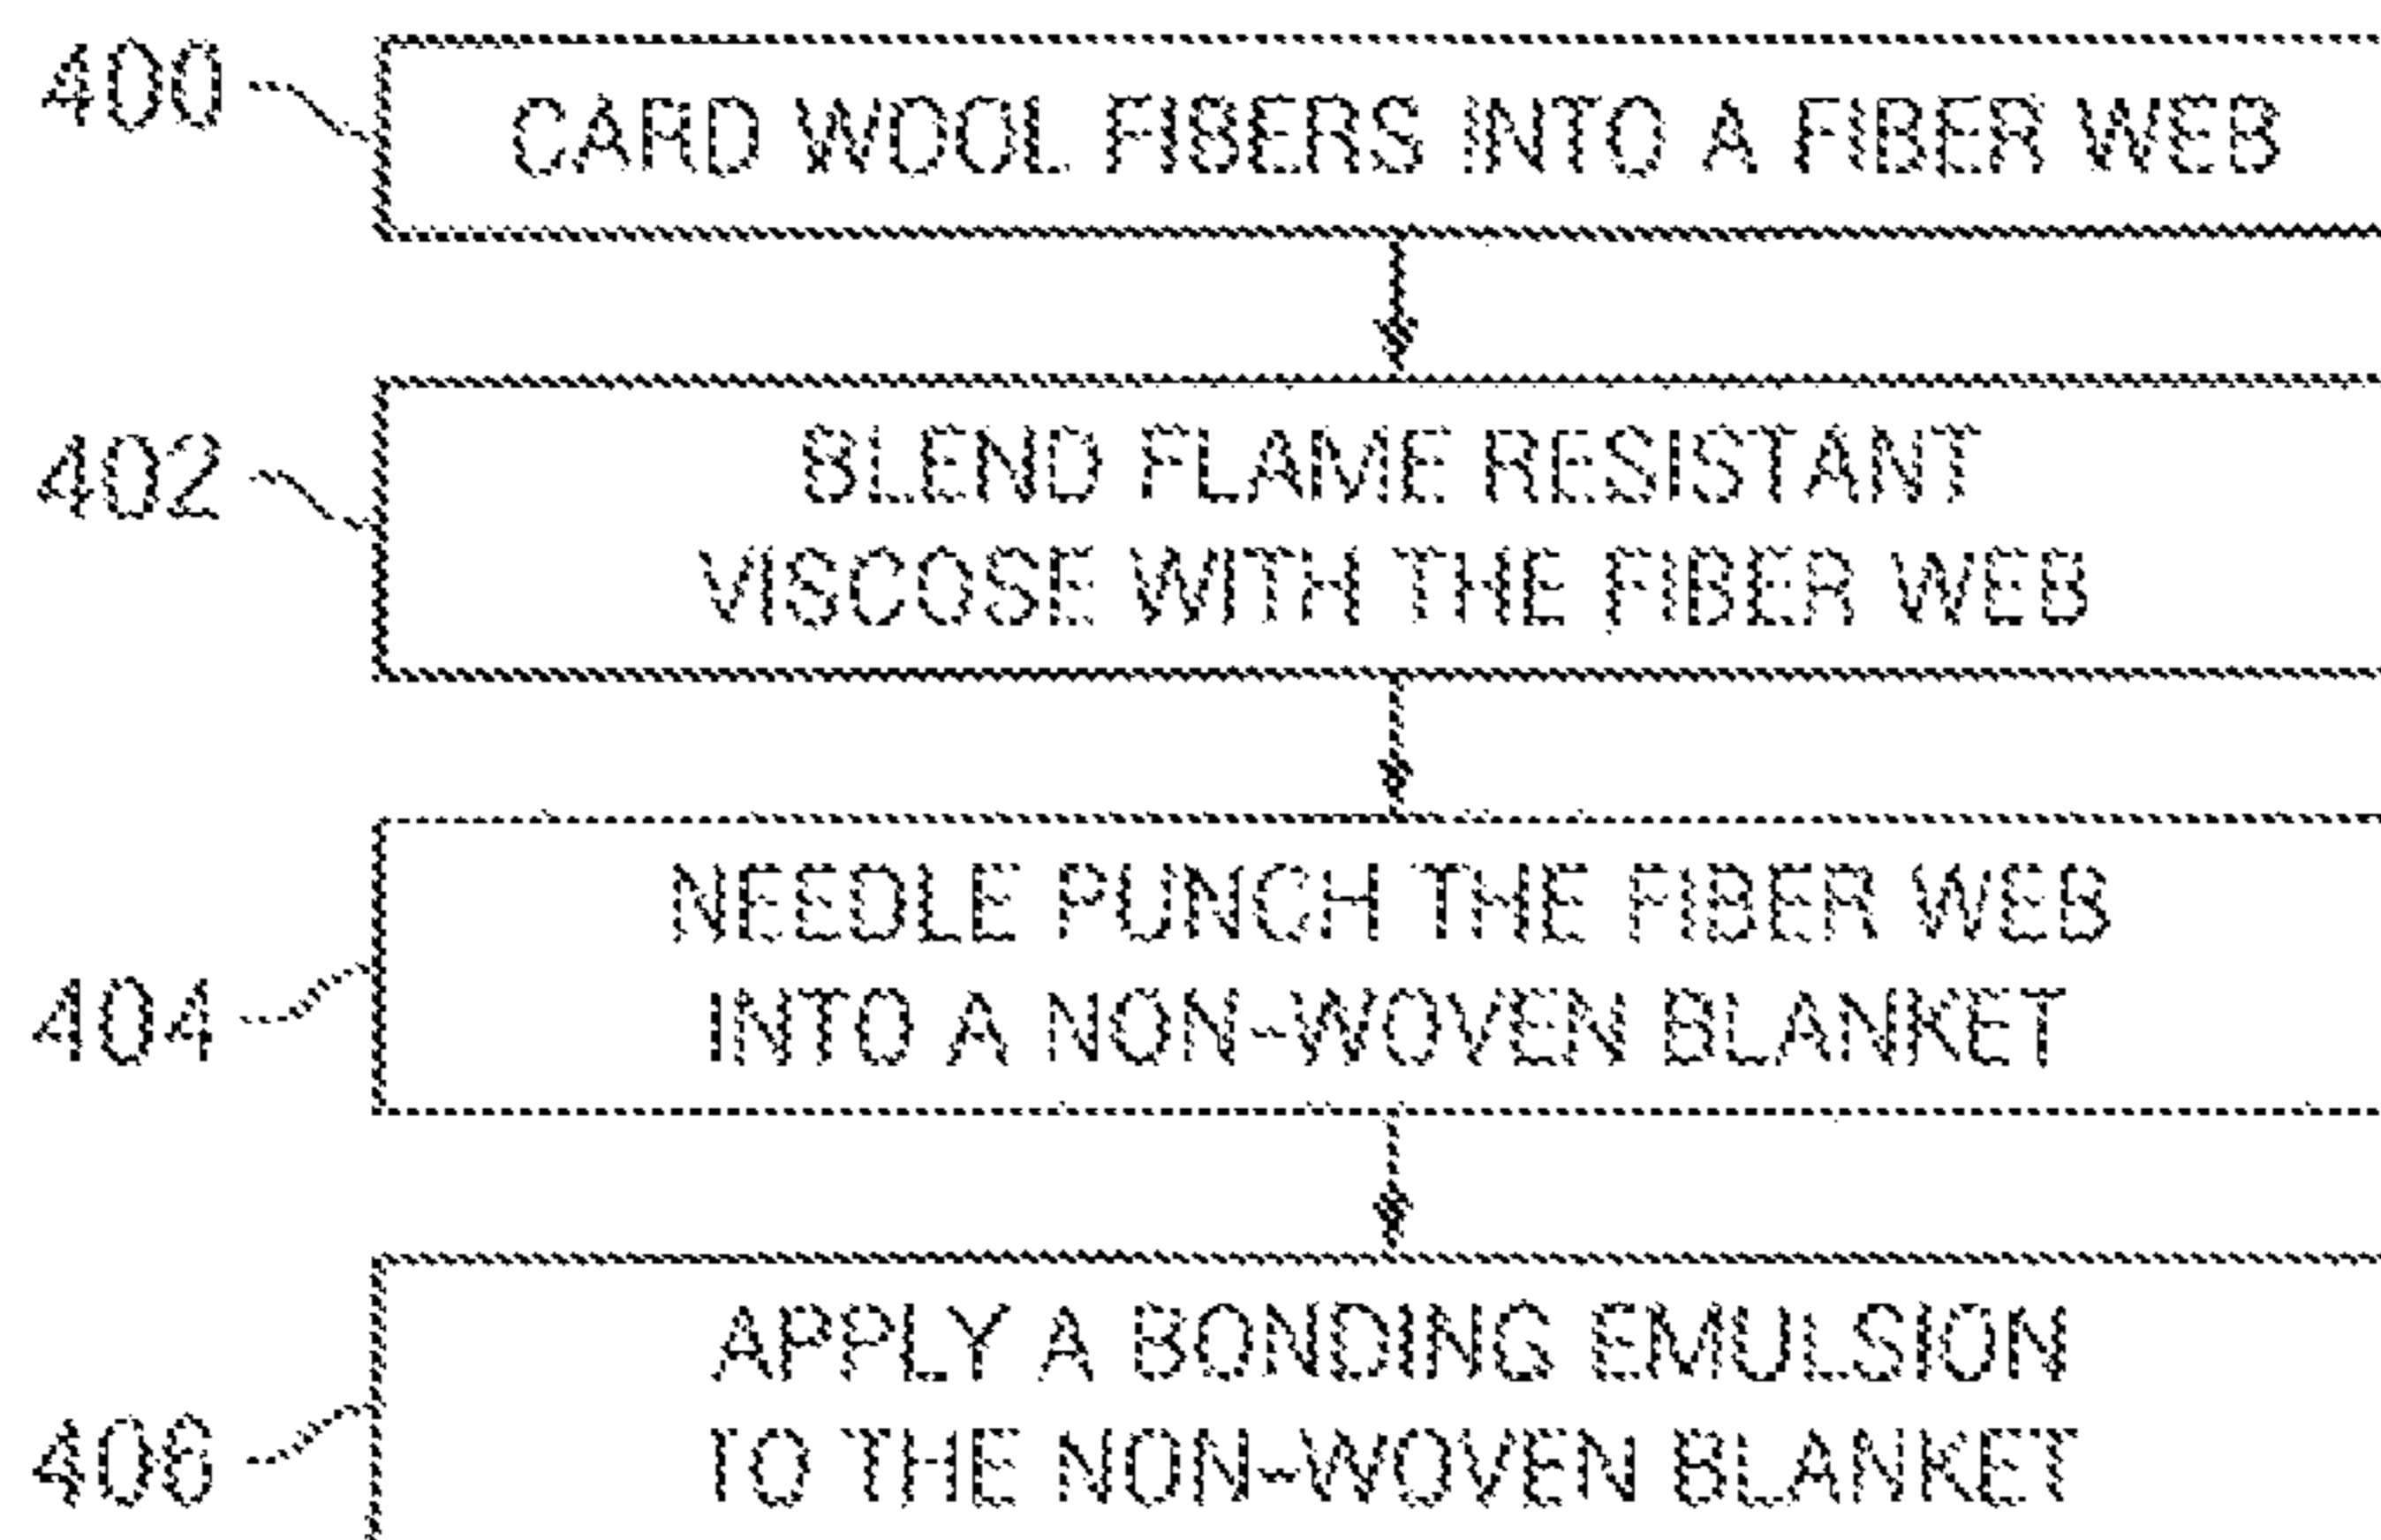 400
CARD WOOL FIBERS INTO A FIBER WEB
402
BLEND FLAME RESISTANT
VISCOSE WITH THE FIBER WEB
404
NEEDLE PUNCH THE FIBER WEB
INTO A NON-WOVEN BLANKET
406
APPLY A BONDING EMULSION
TO THE NON-WOVEN BLANKET